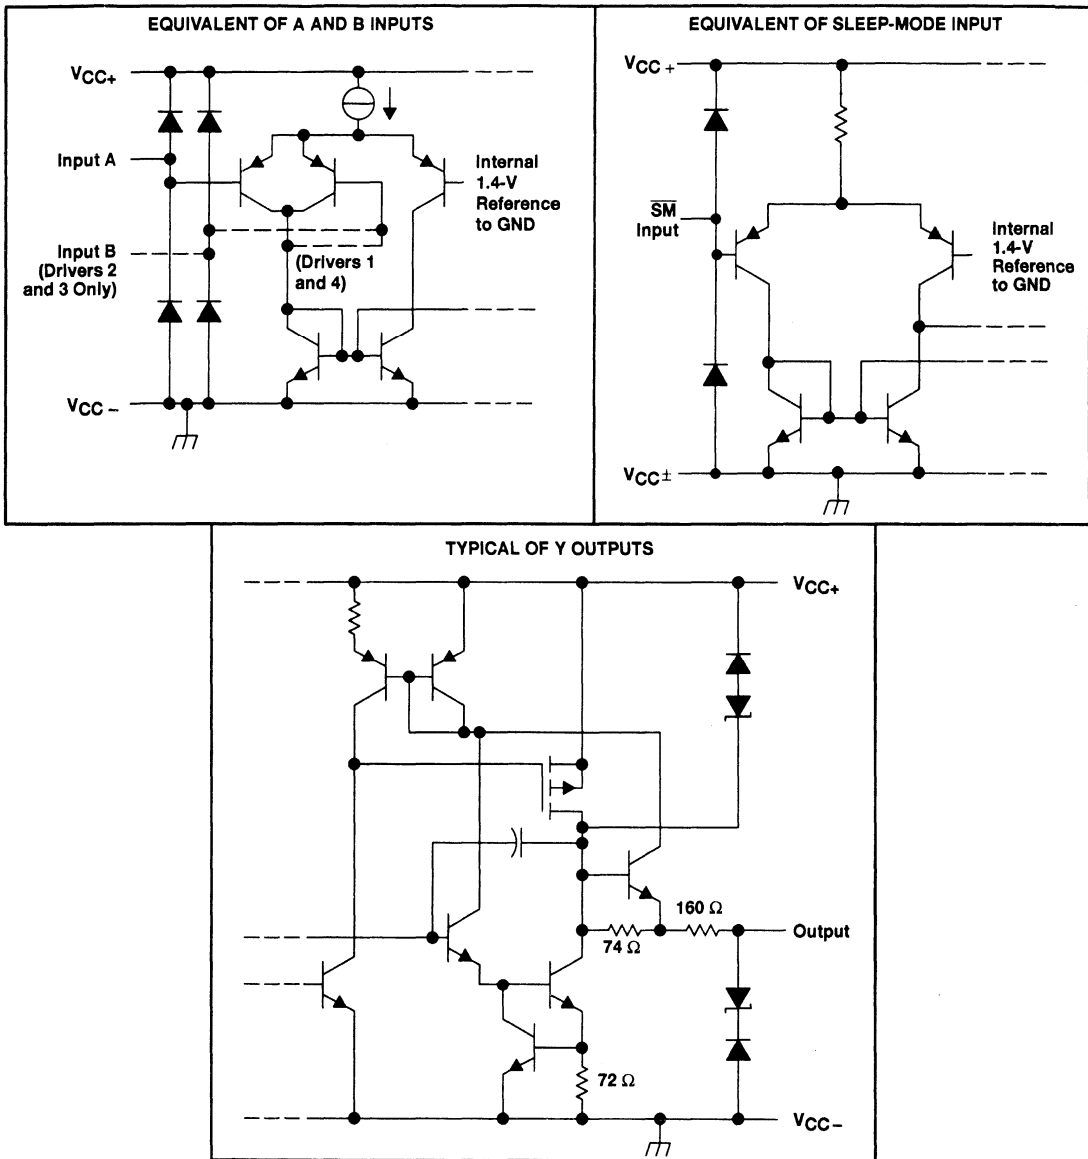 EQUIVALENT OF A AND B INPUTS
VCC+
Input A
Input B
(Drivers 2
and 3 Only)
(Drivers 1
and 4)
Internal
1.4-V
Reference
to GND
VCC –
EQUIVALENT OF SLEEP-MODE INPUT
VCC +
SM
Input
Internal
1.4-V
Reference
to GND
VCC ±
TYPICAL OF Y OUTPUTS
VCC+
160 Ω
74 Ω
Output
72 Ω
VCC –